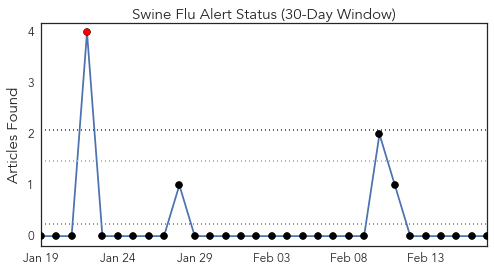 Swine Flu Alert Status (30-Day Window)
Articles Found
4
3
2
1
0
Jan 19 Jan 24 Jan 29 Feb 03 Feb 08 Feb 13